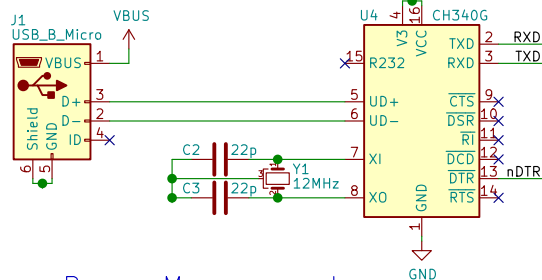 J1
USB_B_Micro
VBUS
VBUS 1
D+ 3
D- 2
ID 4
Shield
GND
6
5
C2 22p
C3 22p
3
Y1
12MHz
U4 CH340G
4
16
V3
VCC
15 R232
TXD 2 RXD
RXD 3 TXD
5 UD+
6 UD-
CTS 9
DSR 10
RI 11
DCD 12
DTR 13 nDTR
RTS 14
7 XI
8 XO
GND
1
GND